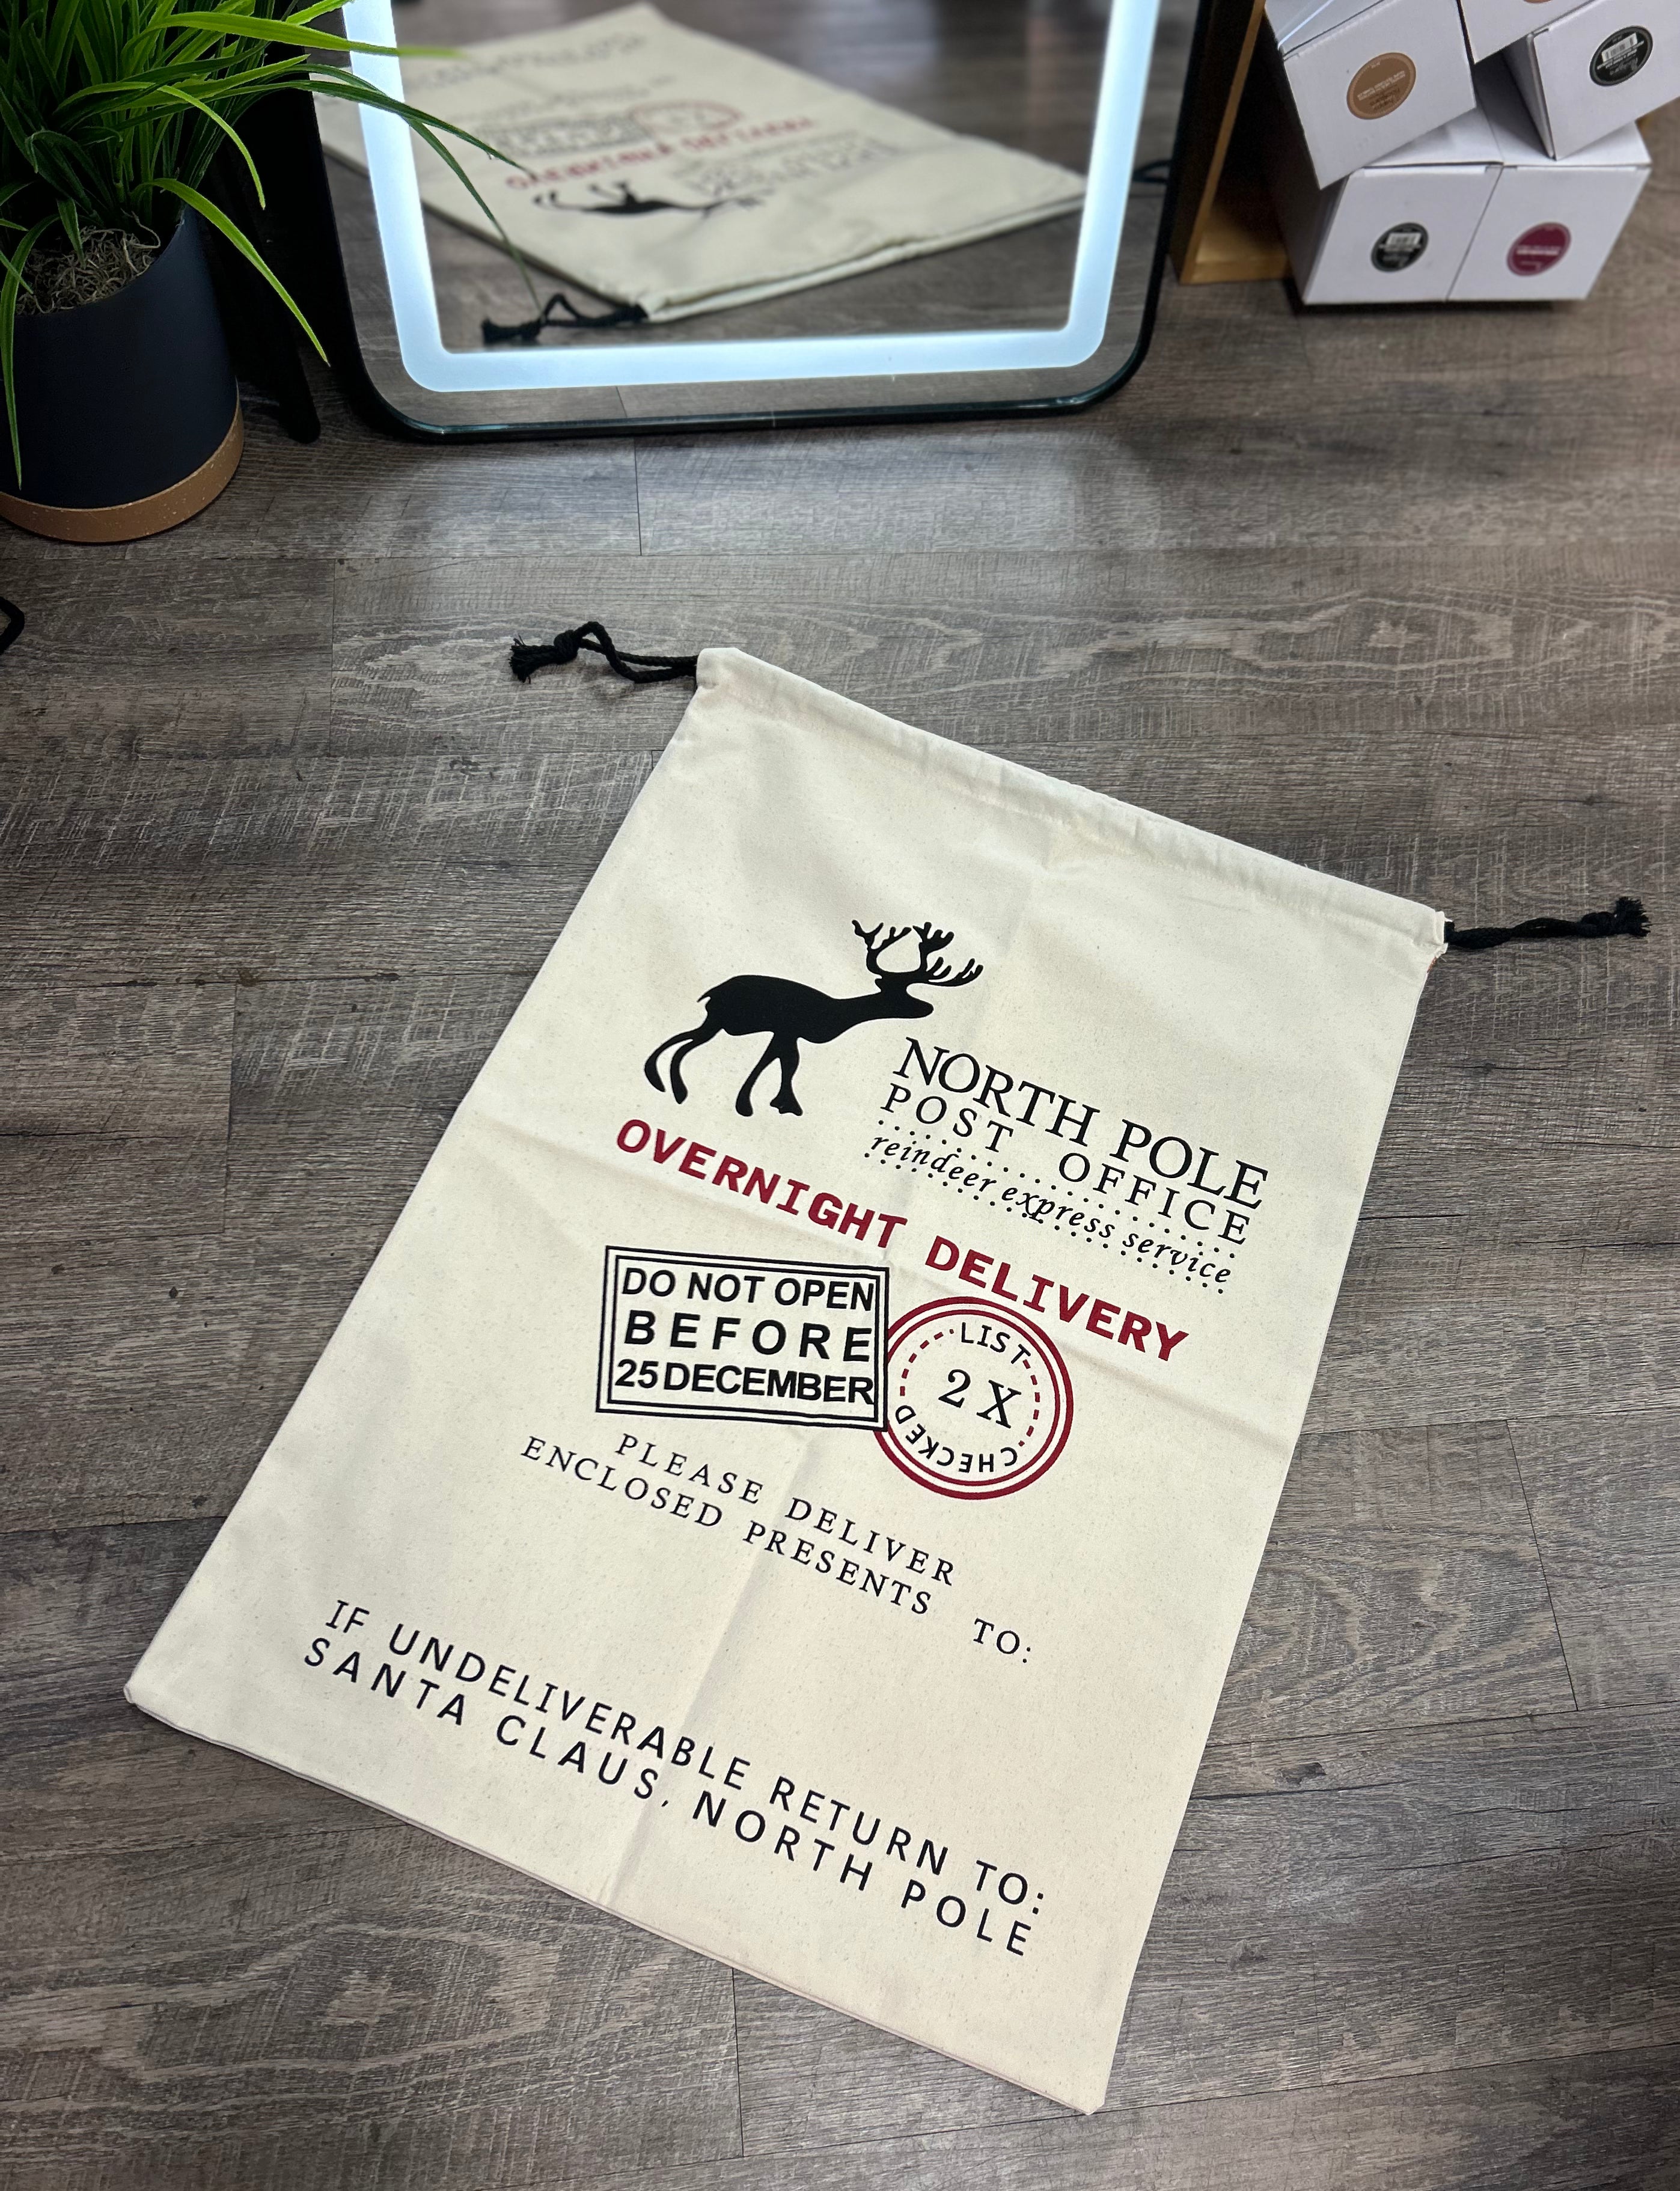 NORTH POLE
POST OFFICE
reindeer express service
OVERNIGHT DELIVERY
DO NOT OPEN
BEFORE
25 DECEMBER
LIST
2 X
CHECKED
PLEASE DELIVER
ENCLOSED PRESENTS TO:
IF UNDELIVERABLE RETURN TO:
SANTA CLAUS, NORTH POLE